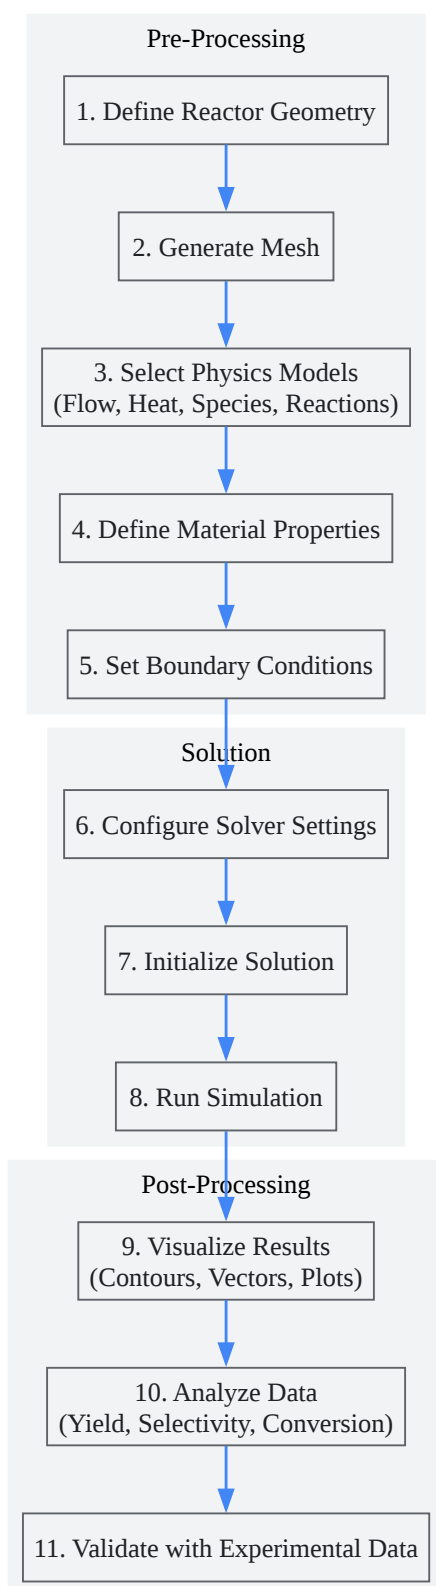 Pre-Processing
1. Define Reactor Geometry
2. Generate Mesh
3. Select Physics Models
(Flow, Heat, Species, Reactions)
4. Define Material Properties
5. Set Boundary Conditions
Solution
6. Configure Solver Settings
7. Initialize Solution
8. Run Simulation
Post-Processing
9. Visualize Results
(Contours, Vectors, Plots)
10. Analyze Data
(Yield, Selectivity, Conversion)
11. Validate with Experimental Data